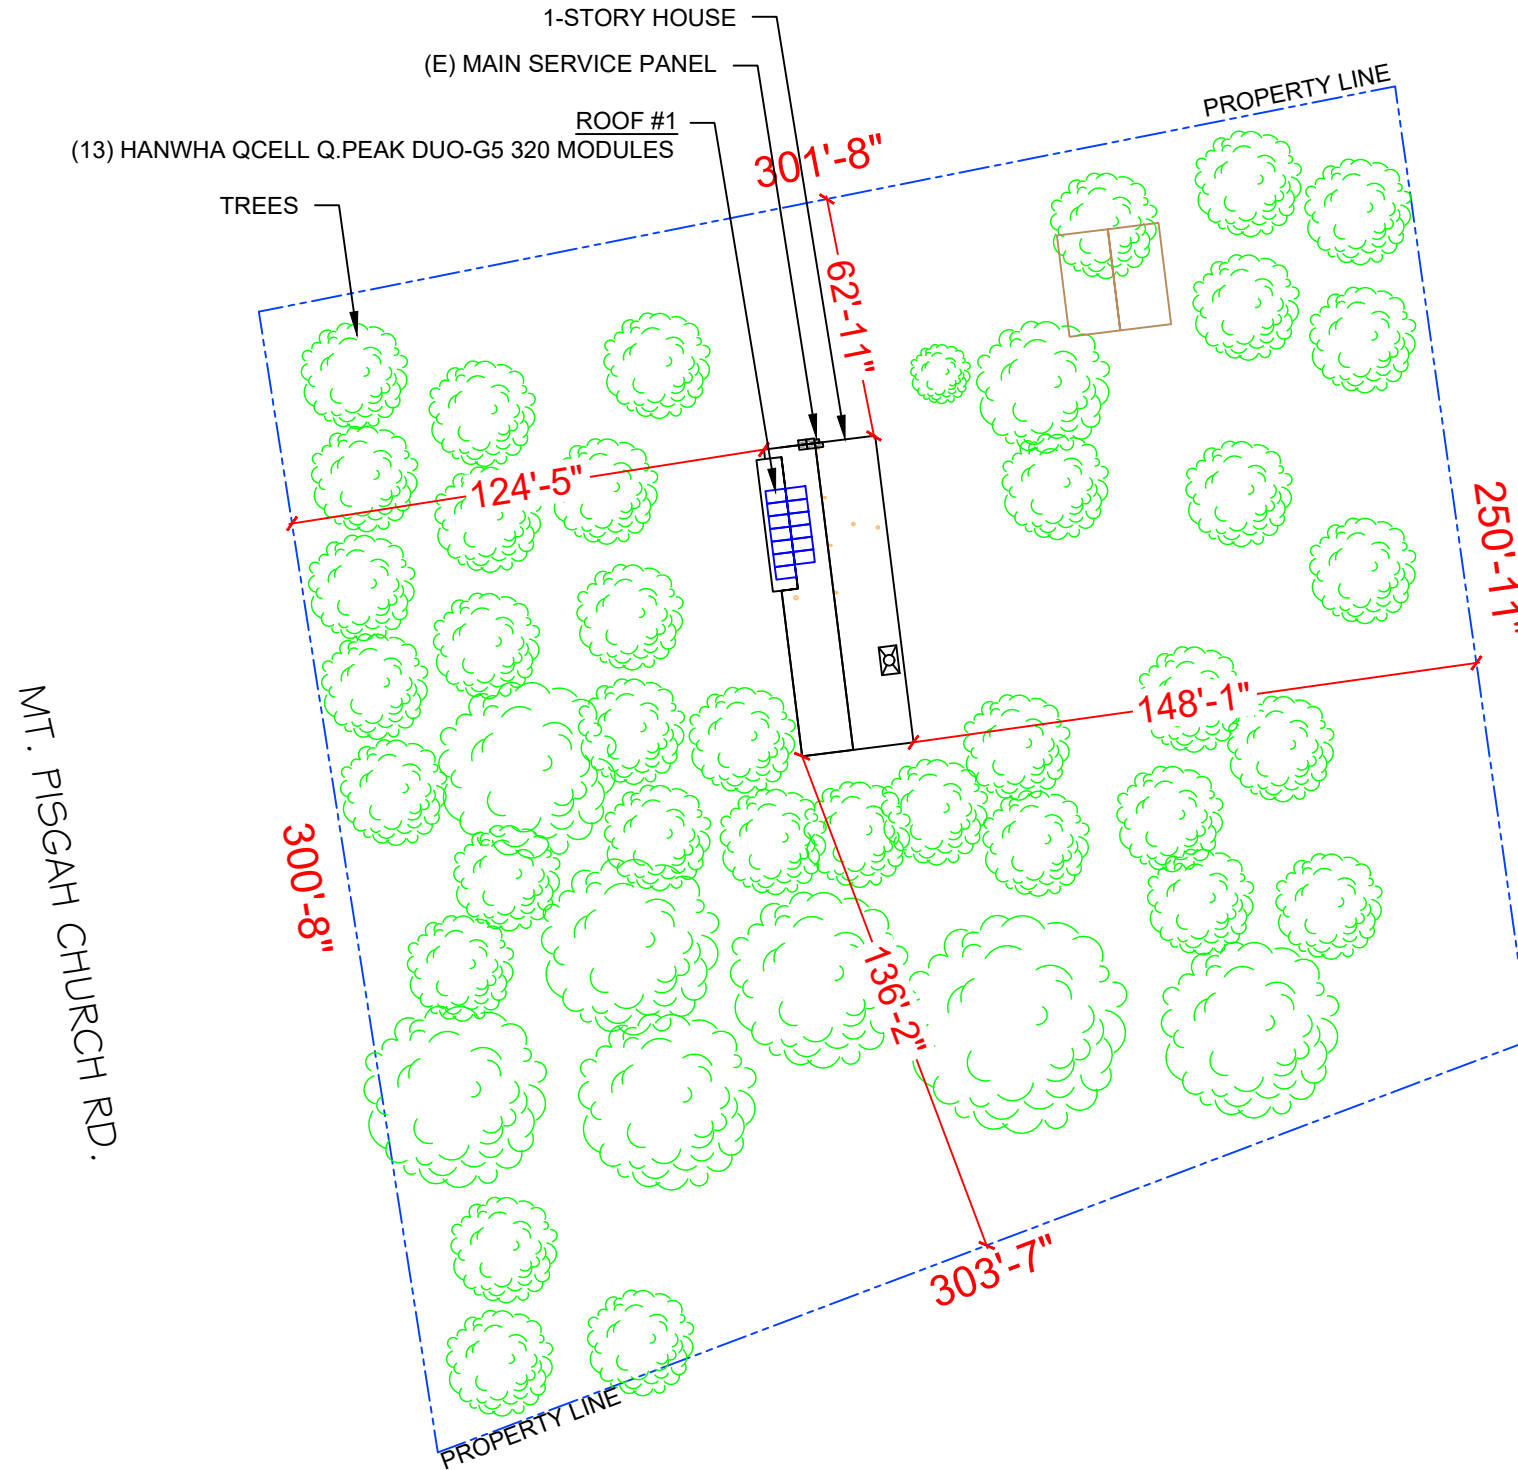 1-STORY HOUSE
(E) MAIN SERVICE PANEL
ROOF #1
(13) HANWHA QCELL Q.PEAK DUO-G5 320 MODULES
TREES
PROPERTY LINE
301'-8"
62'-11"
124'-5"
250'-11"
148'-1"
MT. PISGAH CHURCH RD.
300'-8"
136'-2"
303'-7"
PROPERTY LINE